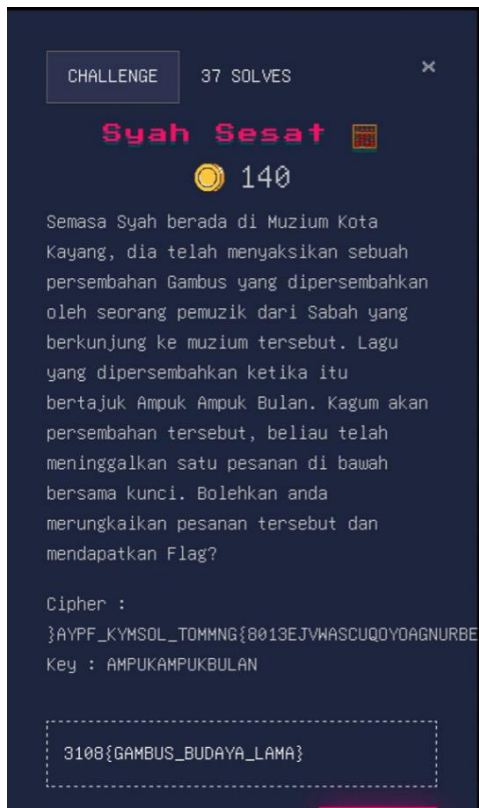 CHALLENGE 37 SOLVES ×
Syah Sesat
140
Semasa Syah berada di Muzium Kota
Kayang, dia telah menyaksikan sebuah
persembahan Gambus yang dipersembahkan
oleh seorang pemuzik dari Sabah yang
berkunjung ke muzium tersebut. Lagu
yang dipersembahkan ketika itu
bertajuk Ampuk Ampuk Bulan. Kagum akan
persembahan tersebut, beliau telah
meninggalkan satu pesanan di bawah
bersama kunci. Bolehkan anda
merungkaikan pesanan tersebut dan
mendapatkan Flag?
Cipher :
}AYPF_KYMSOL_TOMMNG{8013EJVWASCUQOYOAGNURBE
Key : AMPUKAMPUKBULAN
3108{GAMBUS_BUDAYA_LAMA}